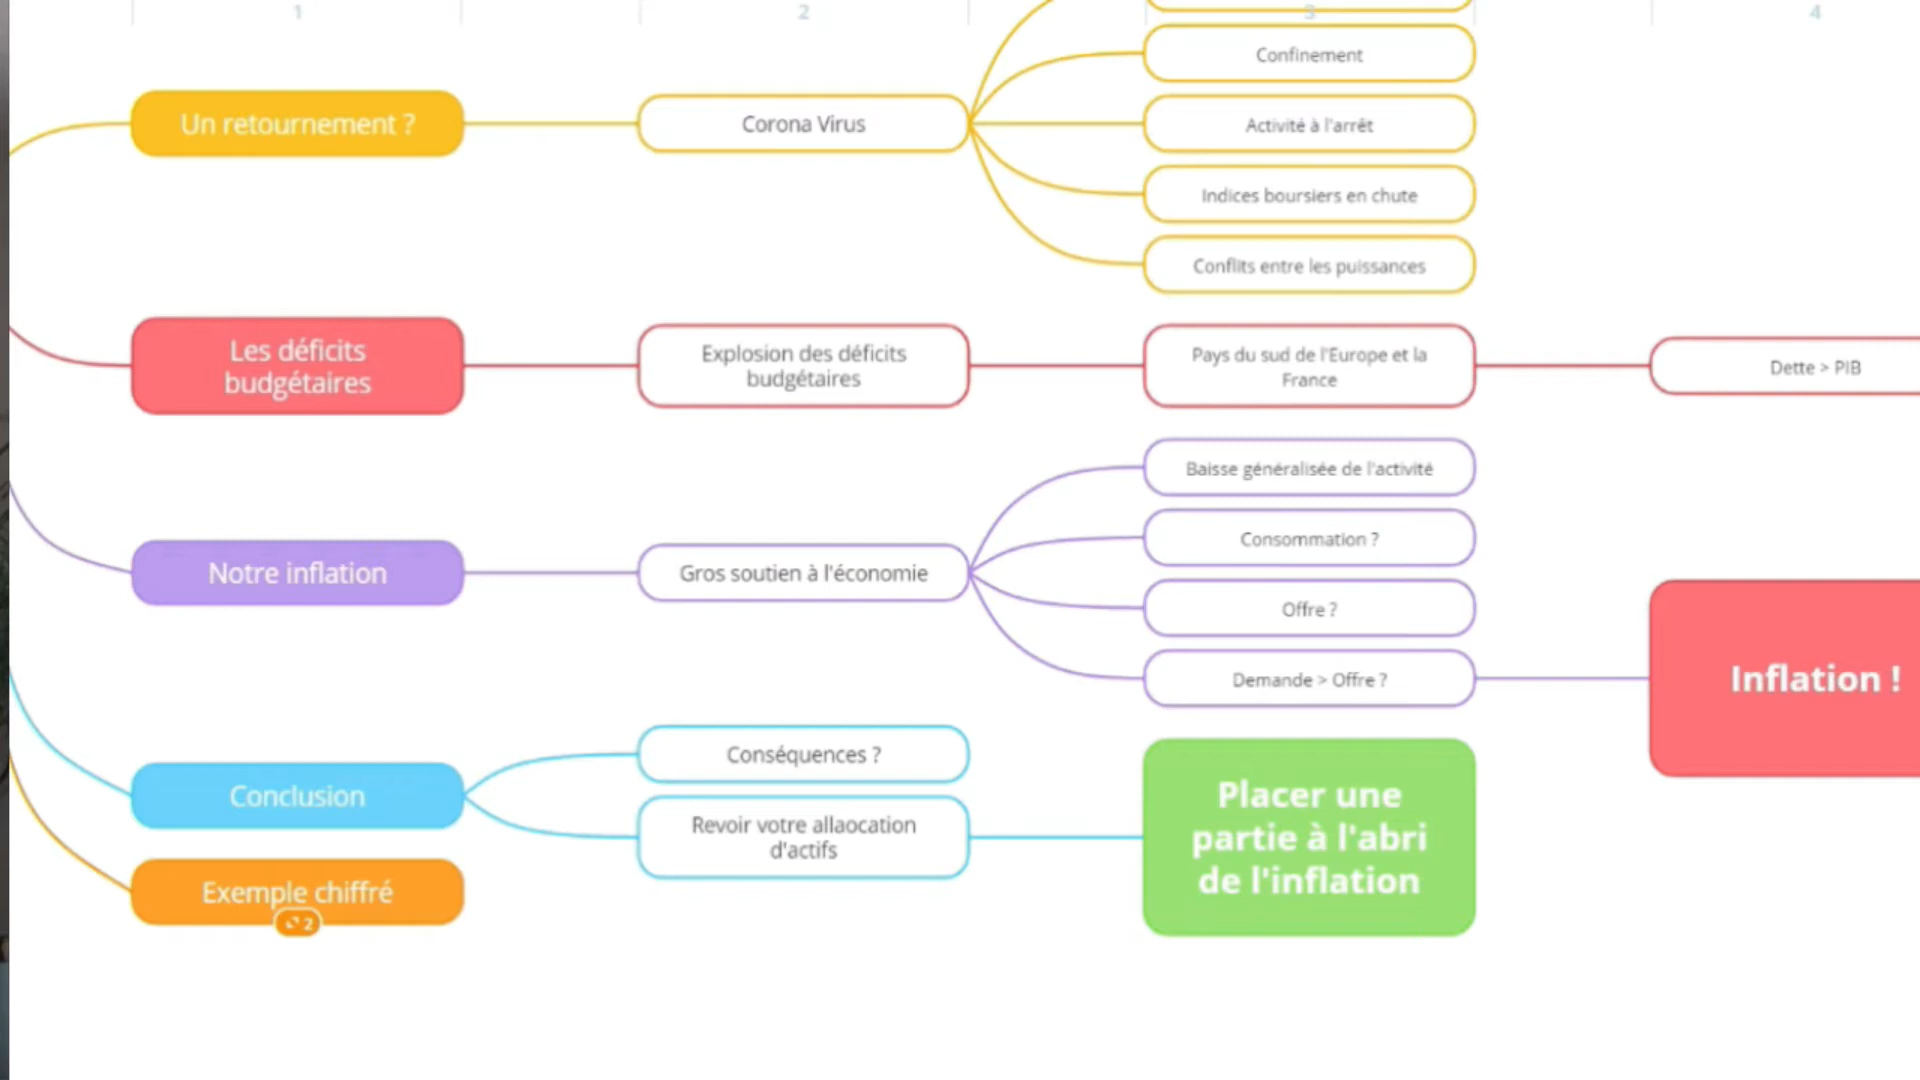 1
2
3
4
Confinement
Un retournement ?
Corona Virus
Activité à l'arrêt
Indices boursiers en chute
Conflits entre les puissances
Les déficits
budgétaires
Explosion des déficits
budgétaires
Pays du sud de l'Europe et la
France
Dette > PIB
Baisse généralisée de l'activité
Consommation ?
Notre inflation
Gros soutien à l'économie
Offre ?
Demande > Offre ?
Inflation !
Conclusion
Conséquences ?
Revoir votre allaocation
d'actifs
Placer une
partie à l'abri
de l'inflation
Exemple chiffré
2